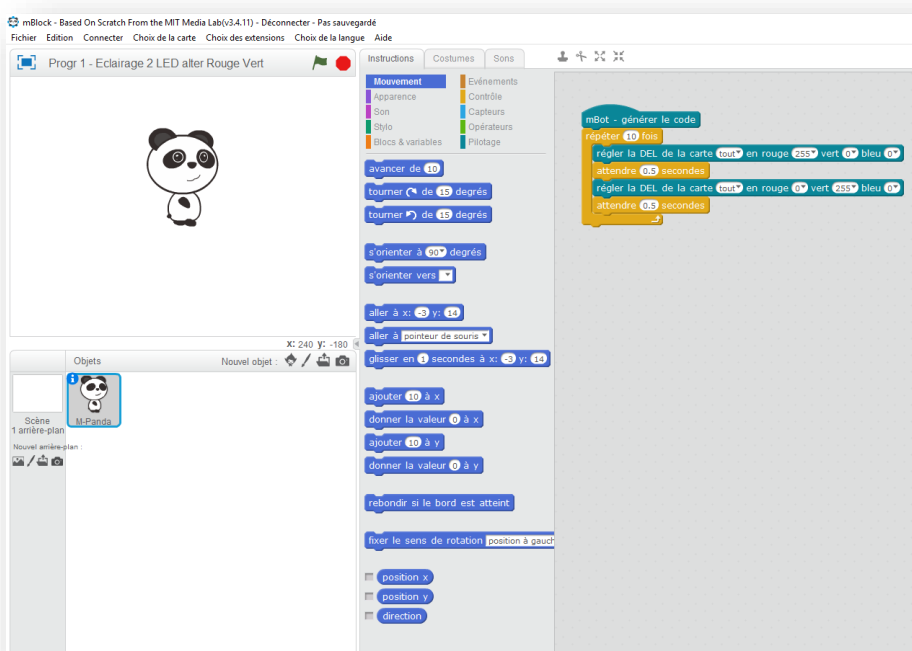 mBlock - Based On Scratch From the MIT Media Lab(v3.4.11) - Déconnecter - Pas sauvegardé
Fichier Edition Connecter Choix de la carte Choix des extensions Choix de la langue Aide
Progr 1 - Eclairage 2 LED alter Rouge Vert
X: 240 y: -180
Objets
Nouvel objet :
Scène
1 arrière-plan
Nouvel arrière-plan :
M-Panda
Instructions Costumes Sons
Mouvement Evénements
Apparence Contrôle
Son Capteurs
Stylo Opérateurs
Blocs & variables Pilotage
avancer de 10
tourner de 15 degrés
tourner de 15 degrés
s'orienter à 90 degrés
s'orienter vers
aller à x: -3 y: 14
aller à pointeur de souris
glisser en 1 secondes à x: -3 y: 14
ajouter 10 à x
donner la valeur 0 à x
ajouter 10 à y
donner la valeur 0 à y
rebondir si le bord est atteint
fixer le sens de rotation position à gauch
position x
position y
direction
mBot - générer le code
répéter 10 fois
régler la DEL de la carte tout en rouge 255 vert 0 bleu 0
attendre 0.5 secondes
régler la DEL de la carte tout en rouge 0 vert 255 bleu 0
attendre 0.5 secondes